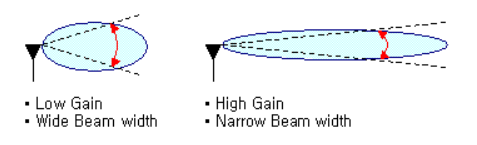 ▪ Low Gain
▪ Wide Beam width
▪ High Gain
▪ Narrow Beam width